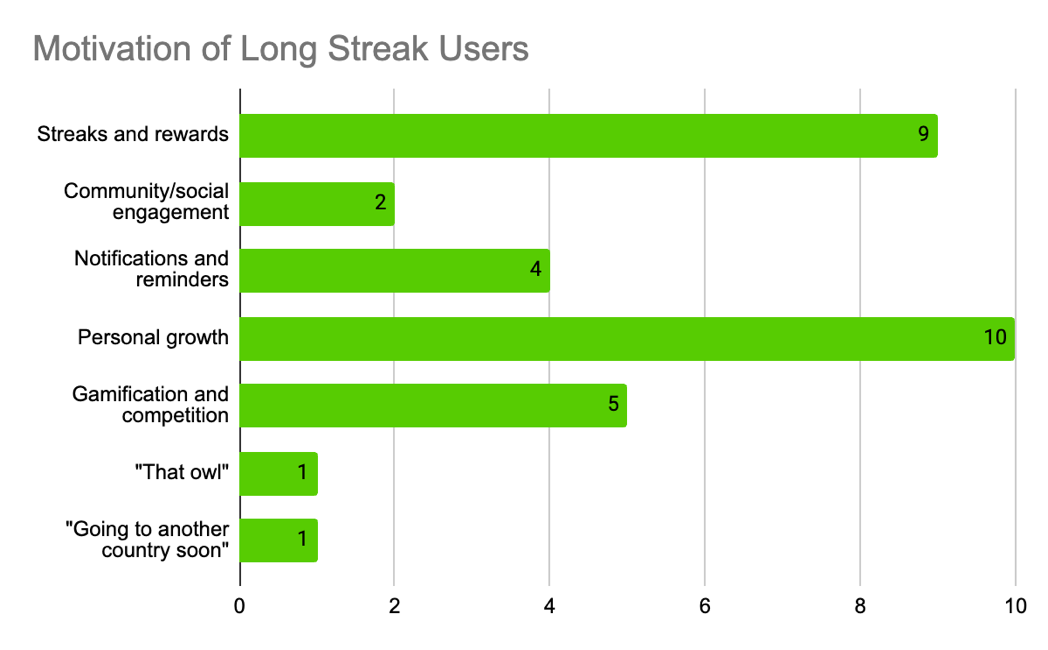 Motivation of Long Streak Users
Streaks and rewards
9
Community/social
engagement
2
Notifications and
reminders
4
Personal growth
10
Gamification and
competition
5
"That owl"
1
"Going to another
country soon"
1
0 2 4 6 8 10